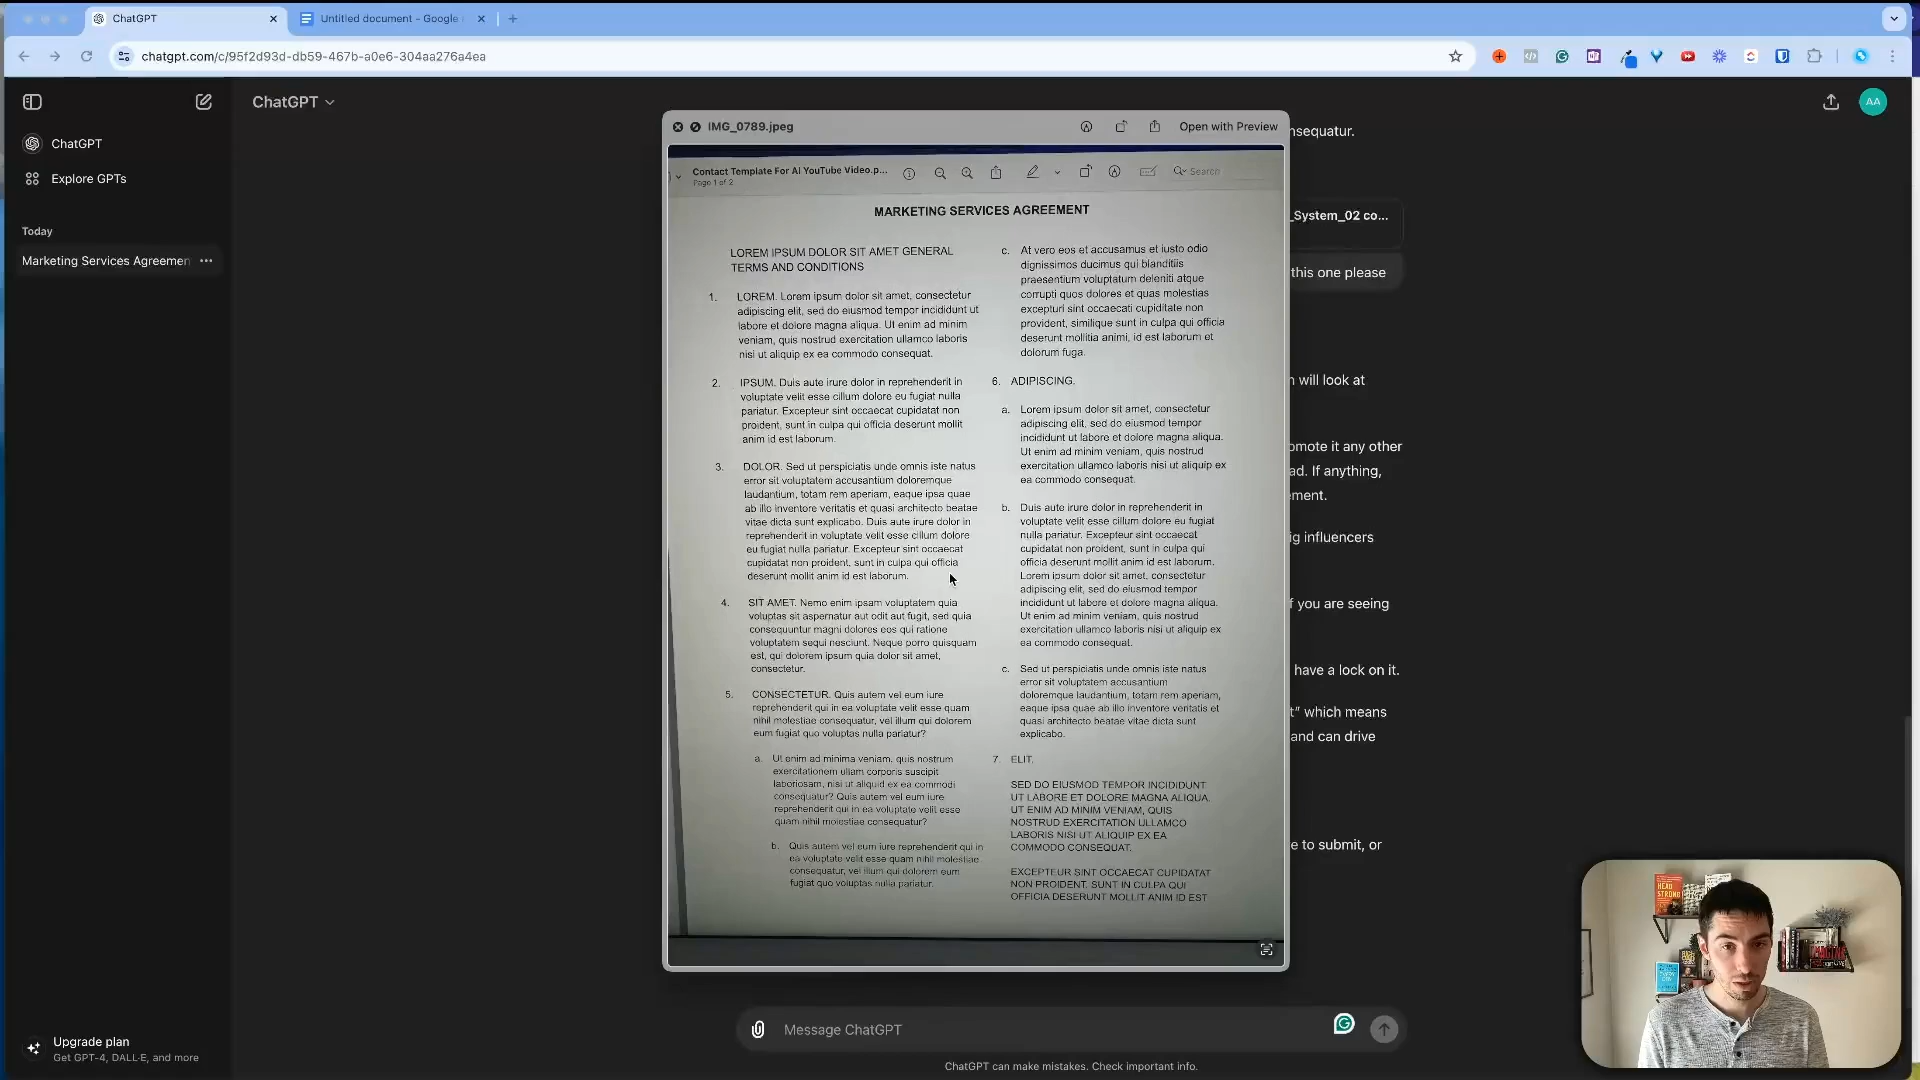 ChatGPT
Untitled document - Google
chatgpt.com/c/95f2d93d-db59-467b-a0e6-304aa276a4ea
ChatGPT
Explore GPTs
Today
Marketing Services Agreemen
Upgrade plan
Get GPT-4, DALL·E, and more
ChatGPT
AA
IMG_0789.jpeg
Open with Preview
Contact Template For AI YouTube Video.p...
Page 1 of 2
Search
MARKETING SERVICES AGREEMENT
LOREM IPSUM DOLOR SIT AMET GENERAL
TERMS AND CONDITIONS
1. LOREM. Lorem ipsum dolor sit amet, consectetur
adipiscing elit, sed do eiusmod tempor incididunt ut
labore et dolore magna aliqua. Ut enim ad minim
veniam, quis nostrud exercitation ullamco laboris
nisi ut aliquip ex ea commodo consequat.
2. IPSUM. Duis aute irure dolor in reprehenderit in
voluptate velit esse cillum dolore eu fugiat nulla
pariatur. Excepteur sint occaecat cupidatat non
proident, sunt in culpa qui officia deserunt mollit
anim id est laborum.
3. DOLOR. Sed ut perspiciatis unde omnis iste natus
error sit voluptatem accusantium doloremque
laudantium, totam rem aperiam, eaque ipsa quae
ab illo inventore veritatis et quasi architecto beatae
vitae dicta sunt explicabo. Duis aute irure dolor in
reprehenderit in voluptate velit esse cillum dolore
eu fugiat nulla pariatur. Excepteur sint occaecat
cupidatat non proident, sunt in culpa qui officia
deserunt mollit anim id est laborum.
4. SIT AMET. Nemo enim ipsam voluptatem quia
voluptas sit aspernatur aut odit aut fugit, sed quia
consequuntur magni dolores eos qui ratione
voluptatem sequi nesciunt. Neque porro quisquam
est, qui dolorem ipsum quia dolor sit amet,
consectetur.
5. CONSECTETUR. Quis autem vel eum iure
reprehenderit qui in ea voluptate velit esse quam
nihil molestiae consequatur, vel illum qui dolorem
eum fugiat quo voluptas nulla pariatur?
a. Ut enim ad minima veniam, quis nostrum
exercitationem ullam corporis suscipit
laboriosam, nisi ut aliquid ex ea commodi
consequatur? Quis autem vel eum iure
reprehenderit qui in ea voluptate velit esse
quam nihil molestiae consequatur?
b. Quis autem vel eum iure reprehenderit qui in
ea voluptate velit esse quam nihil molestiae
consequatur, vel illum qui dolorem eum
fugiat quo voluptas nulla pariatur.
c. At vero eos et accusamus et iusto odio
dignissimos ducimus qui blanditiis
praesentium voluptatum deleniti atque
corrupti quos dolores et quas molestias
excepturi sint occaecati cupiditate non
provident, similique sunt in culpa qui officia
deserunt mollitia animi, id est laborum et
dolorum fuga.
6. ADIPISCING.
a. Lorem ipsum dolor sit amet, consectetur
adipiscing elit, sed do eiusmod tempor
incididunt ut labore et dolore magna aliqua.
Ut enim ad minim veniam, quis nostrud
exercitation ullamco laboris nisi ut aliquip ex
ea commodo consequat.
b. Duis aute irure dolor in reprehenderit in
voluptate velit esse cillum dolore eu fugiat
nulla pariatur. Excepteur sint occaecat
cupidatat non proident, sunt in culpa qui
officia deserunt mollit anim id est laborum.
Lorem ipsum dolor sit amet, consectetur
adipiscing elit, sed do eiusmod tempor
incididunt ut labore et dolore magna aliqua.
Ut enim ad minim veniam, quis nostrud
exercitation ullamco laboris nisi ut aliquip ex
ea commodo consequat.
c. Sed ut perspiciatis unde omnis iste natus
error sit voluptatem accusantium
doloremque laudantium, totam rem aperiam,
eaque ipsa quae ab illo inventore veritatis et
quasi architecto beatae vitae dicta sunt
explicabo.
7. ELIT.
SED DO EIUSMOD TEMPOR INCIDIDUNT
UT LABORE ET DOLORE MAGNA ALIQUA.
UT ENIM AD MINIM VENIAM, QUIS
NOSTRUD EXERCITATION ULLAMCO
LABORIS NISI UT ALIQUIP EX EA
COMMODO CONSEQUAT.
EXCEPTEUR SINT OCCAECAT CUPIDATAT
NON PROIDENT, SUNT IN CULPA QUI
OFFICIA DESERUNT MOLLIT ANIM ID EST
nsequatur.
_System_02 co...
this one please
will look at
omote it any other
ad. If anything,
ement.
ig influencers
f you are seeing
have a lock on it.
t" which means
and can drive
e to submit, or
Message ChatGPT
ChatGPT can make mistakes. Check important info.
HEAD
STRONG